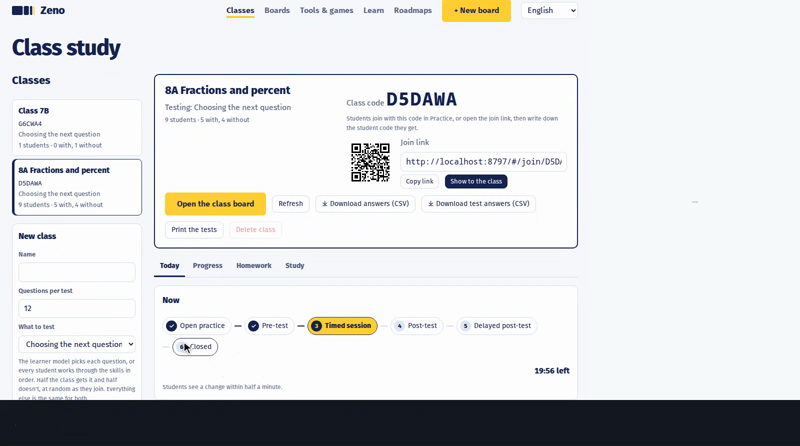 Zeno
Classes Boards Tools & games Learn Roadmaps + New board English
Class study
Classes
Class 7B
G6CWA4
Choosing the next question
1 students · 0 with, 1 without
8A Fractions and percent
D5DAWA
Choosing the next question
9 students · 5 with, 4 without
New class
Name
Questions per test
12
What to test
Choosing the next question
The learner model picks each question, or
every student works through the skills in
order. Half the class gets it and half
doesn't, at random as they join. Everything
else is the same for both.
8A Fractions and percent
Testing: Choosing the next question
9 students · 5 with, 4 without
Class code D5DAWA
Students join with this code in Practice, or open the join link, then write down
the student code they get.
Join link
http://localhost:8797/#/join/D5D
Copy link Show to the class
Open the class board Refresh Download answers (CSV) Download test answers (CSV)
Print the tests Delete class
Today Progress Homework Study
Now
Open practice Pre-test 3 Timed session 4 Post-test 5 Delayed post-test
Closed
19:56 left
Students see a change within half a minute.